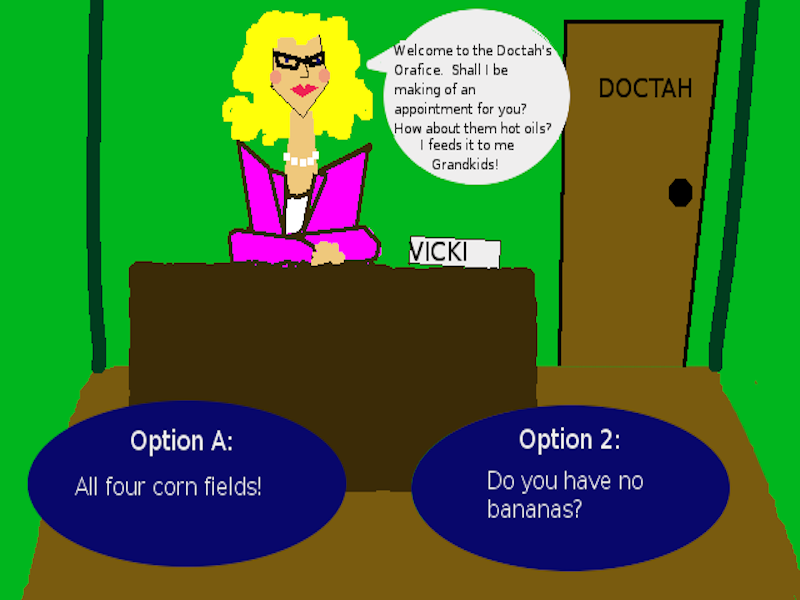 Welcome to the Doctah's
Orafice.  Shall I be
making of an
appointment for you?
How about them hot oils?
I feeds it to me
Grandkids!
DOCTAH
VICKI
Option A:
All four corn fields!
Option 2:
Do you have no
bananas?